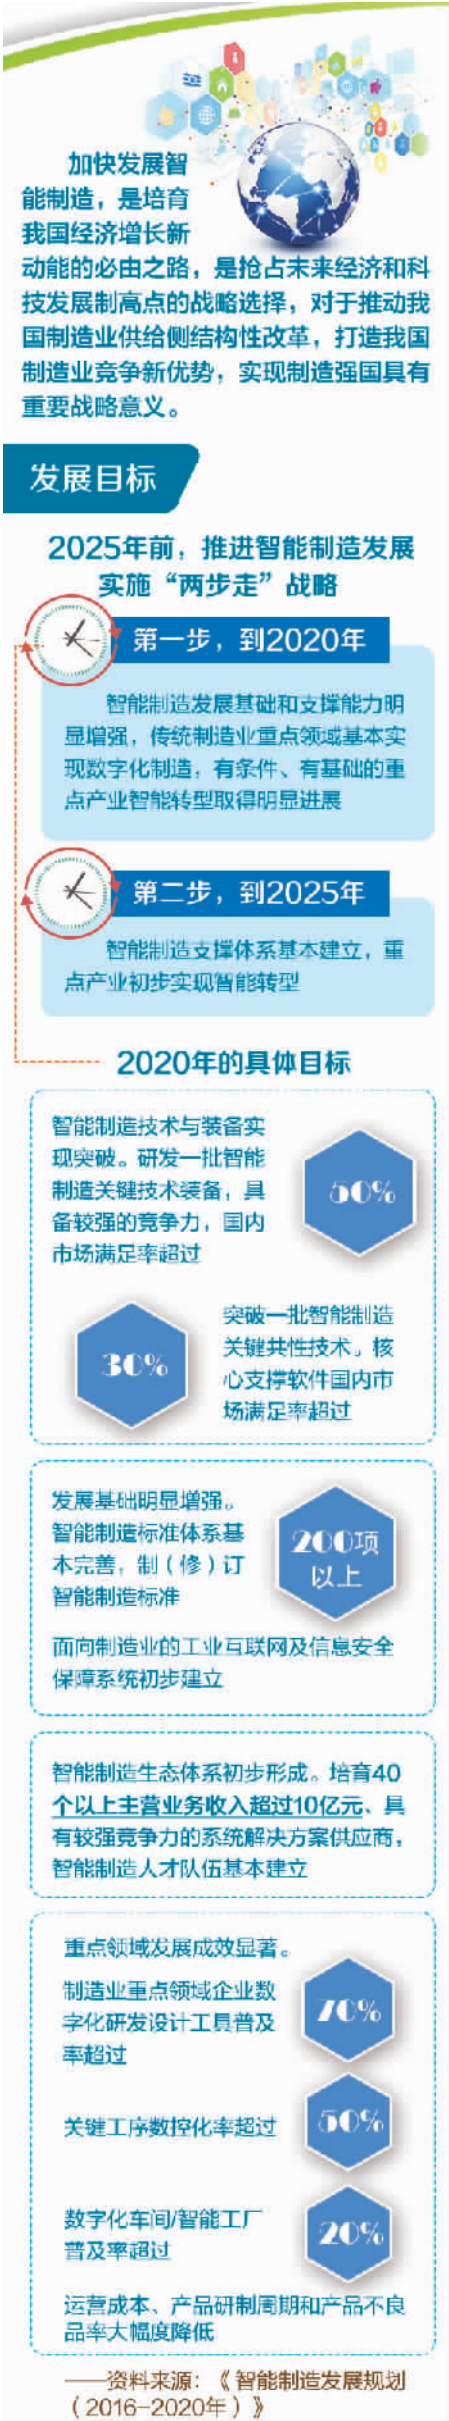 加快发展智
能制造，是培育
我国经济增长新
动能的必由之路，是抢占未来经济和科
技发展制高点的战略选择，对于推动我
国制造业供给侧结构性改革，打造我国
制造业竞争新优势，实现制造强国具有
重要战略意义。
发展目标
2025年前，推进智能制造发展
实施“两步走”战略
第一步，到2020年
智能制造发展基础和支撑能力明
显增强，传统制造业重点领域基本实
现数字化制造，有条件、有基础的重
点产业智能转型取得明显进展
第二步，到2025年
智能制造支撑体系基本建立，重
点产业初步实现智能转型
2020年的具体目标
智能制造技术与装备实
现突破。研发一批智能
制造关键技术装备，具
备较强的竞争力，国内
市场满足率超过
50%
突破一批智能制造
关键共性技术。核
心支撑软件国内市
场满足率超过
30%
发展基础明显增强。
智能制造标准体系基
本完善，制（修）订
智能制造标准
200项
以上
面向制造业的工业互联网及信息安全
保障系统初步建立
智能制造生态体系初步形成。培育40
个以上主营业务收入超过10亿元、具
有较强竞争力的系统解决方案供应商，
智能制造人才队伍基本建立
重点领域发展成效显著。
制造业重点领域企业数
字化研发设计工具普及
率超过
70%
关键工序数控化率超过
50%
数字化车间/智能工厂
普及率超过
20%
运营成本、产品研制周期和产品不良
品率大幅度降低
——资料来源：《智能制造发展规划
（2016-2020年）》